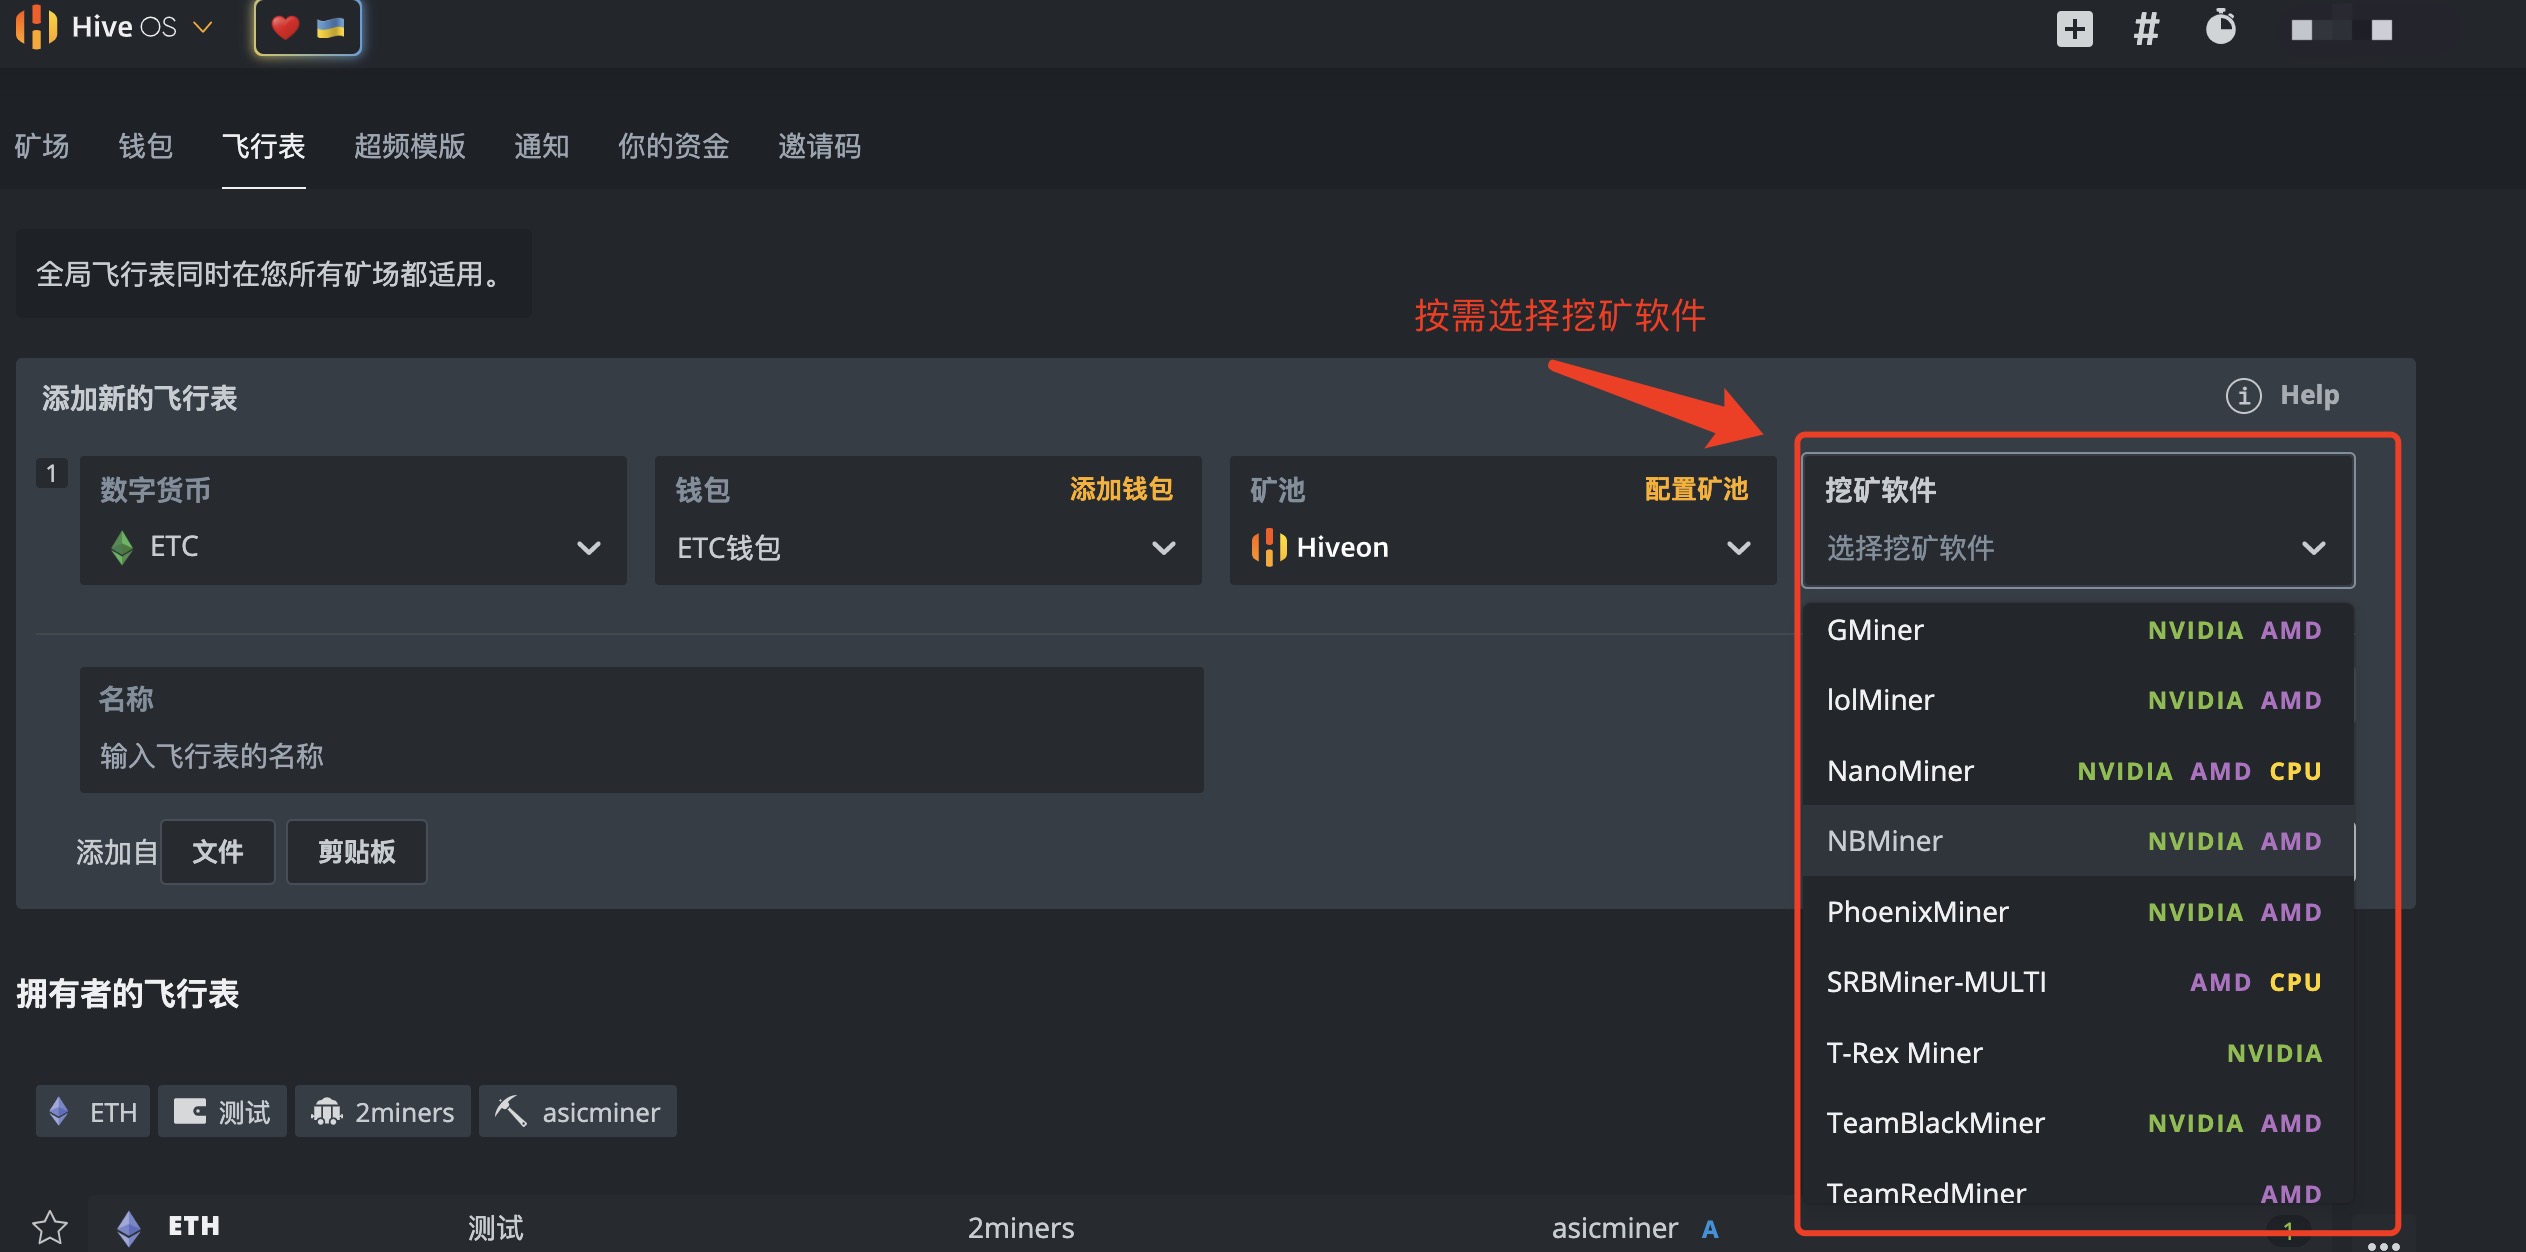 Hive OS
#
矿场 钱包 飞行表 超频模版 通知 你的资金 邀请码
全局飞行表同时在您所有矿场都适用。
按需选择挖矿软件
添加新的飞行表
Help
1
数字货币
ETC
钱包 添加钱包
ETC钱包
矿池 配置矿池
Hiveon
挖矿软件
选择挖矿软件
GMiner NVIDIA AMD
lolMiner NVIDIA AMD
NanoMiner NVIDIA AMD CPU
NBMiner NVIDIA AMD
PhoenixMiner NVIDIA AMD
SRBMiner-MULTI AMD CPU
T-Rex Miner NVIDIA
TeamBlackMiner NVIDIA AMD
TeamRedMiner AMD
名称
输入飞行表的名称
添加自 文件 剪贴板
拥有者的飞行表
ETH 测试 2miners asicminer
ETH 测试 2miners asicminer A 1